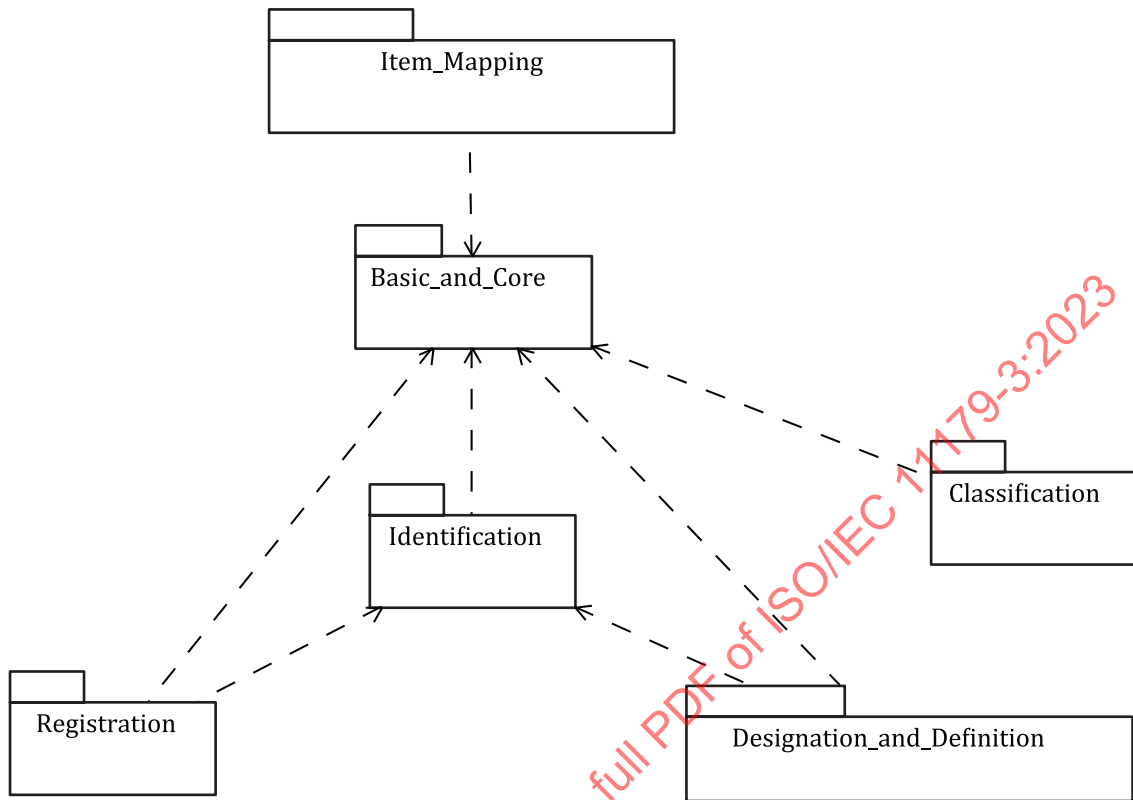 Item_Mapping
Basic_and_Core
Classification
Identification
Registration
Designation_and_Definition
full PDF of ISO/IEC 11179-3:2023